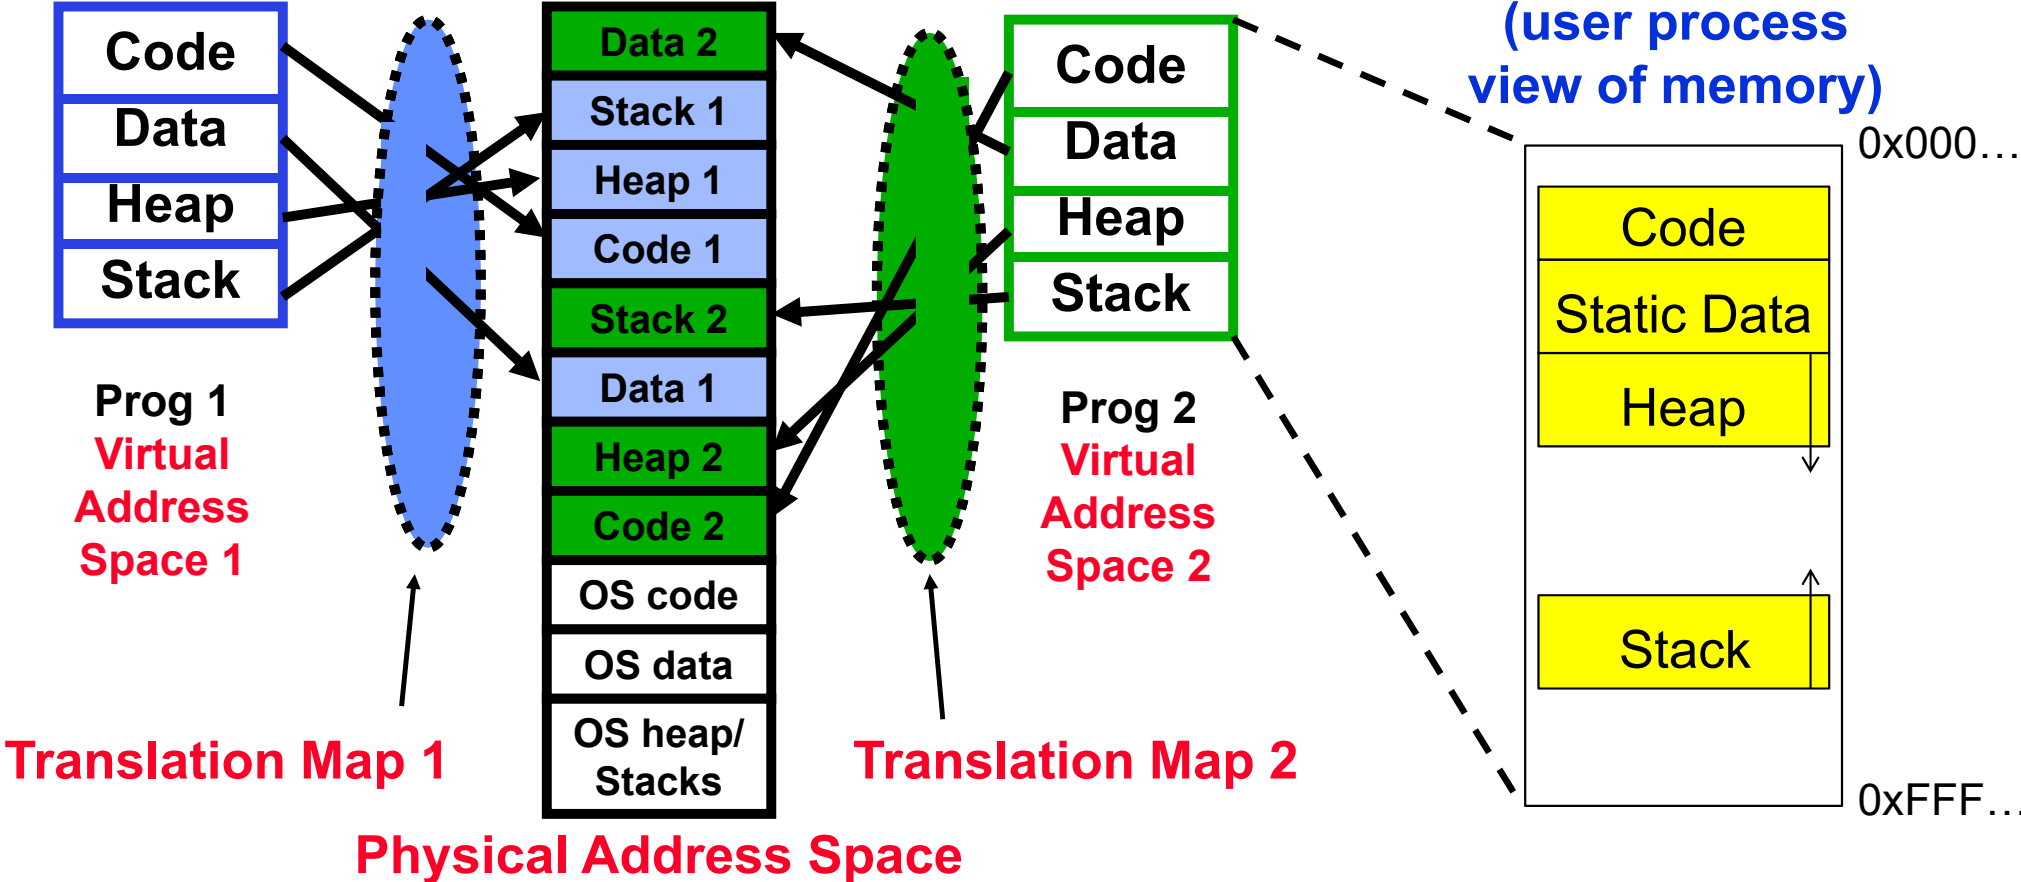 Code
Data
Heap
Stack
Prog 1
Virtual
Address
Space 1
Translation Map 1
Data 2
Stack 1
Heap 1
Code 1
Stack 2
Data 1
Heap 2
Code 2
OS code
OS data
OS heap/
Stacks
Physical Address Space
Code
Data
Heap
Stack
Prog 2
Virtual
Address
Space 2
Translation Map 2
(user process
view of memory)
0x000…
Code
Static Data
Heap
Stack
0xFFF…